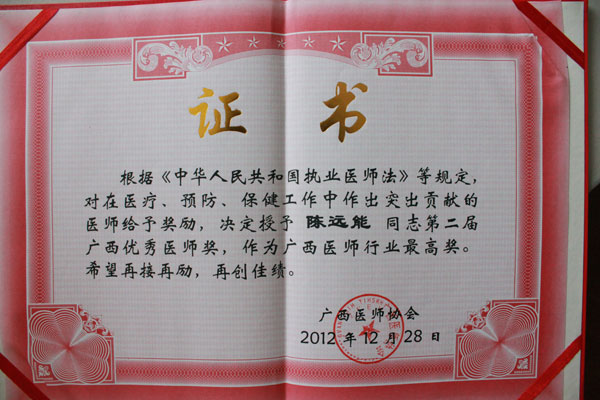 证书
根据《中华人民共和国执业医师法》等规定，
对在医疗、预防、保健工作中作出突出贡献的
医师给予奖励，决定授予 陈远能 同志第二届
广西优秀医师奖，作为广西医师行业最高奖。
希望再接再励，再创佳绩。
广西医师协会
2012年12月28日